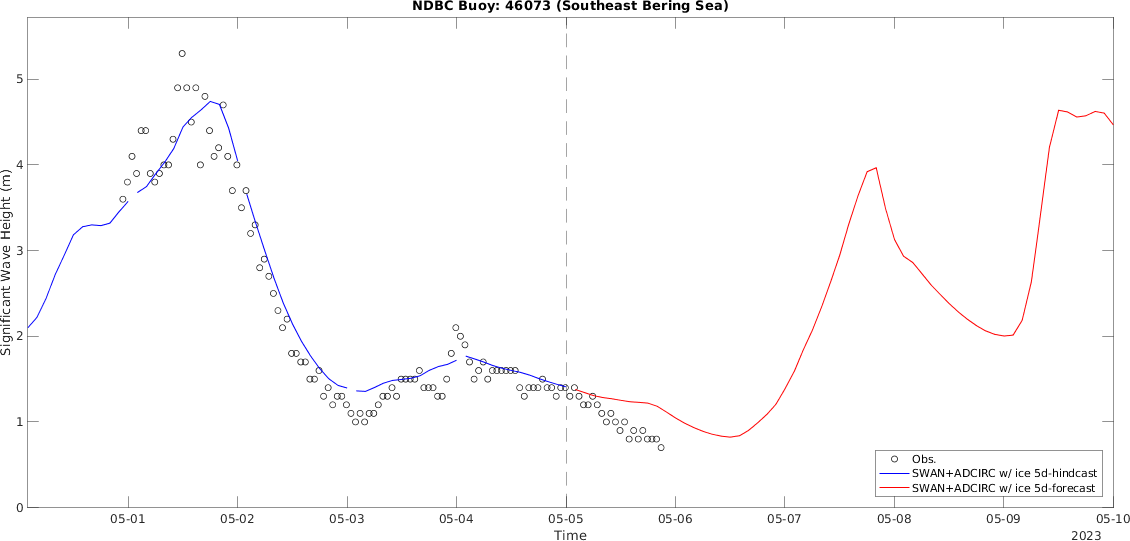 NDBC Buoy: 46073 (Southeast Bering Sea)
Significant Wave Height (m)
5
4
3
2
1
0
05-01 05-02 05-03 05-04 05-05 05-06 05-07 05-08 05-09 05-10
Time
2023
Obs.
SWAN+ADCIRC w/ ice 5d-hindcast
SWAN+ADCIRC w/ ice 5d-forecast